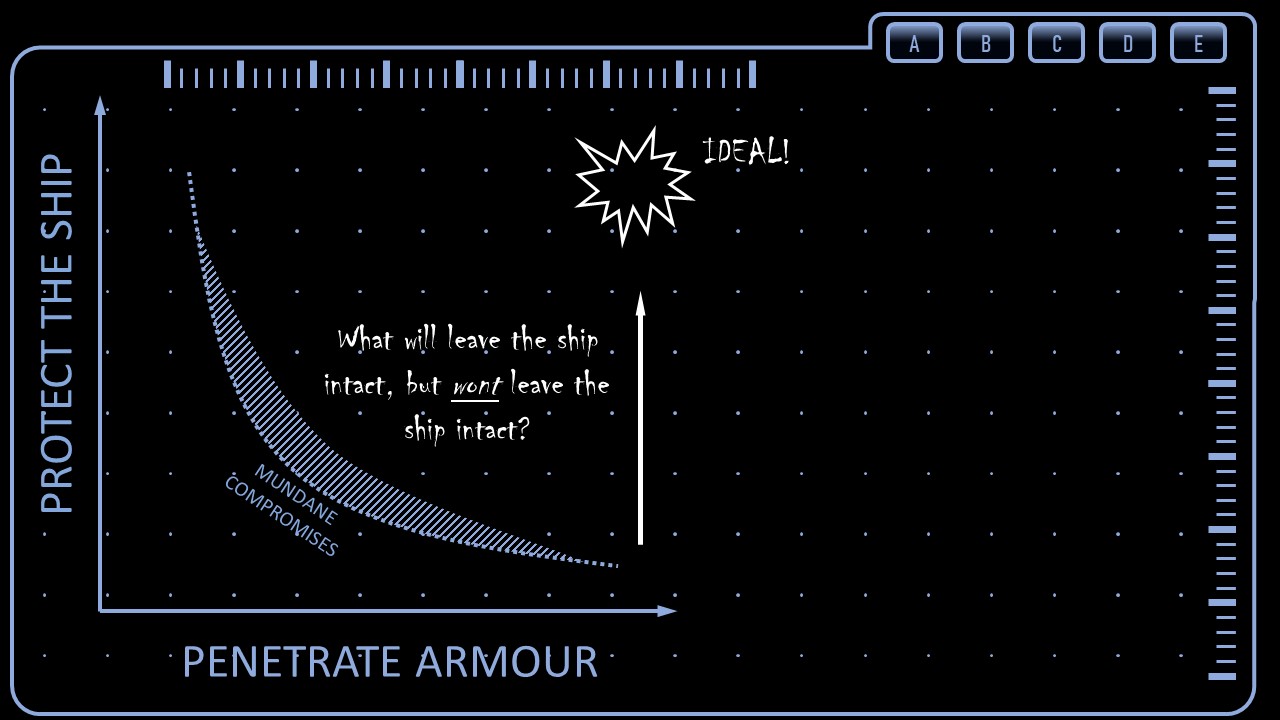 A B C D E
IDEAL!
PROTECT THE SHIP
What will leave the ship
intact, but wont leave the
ship intact?
MUNDANE
COMPROMISES
PENETRATE ARMOUR